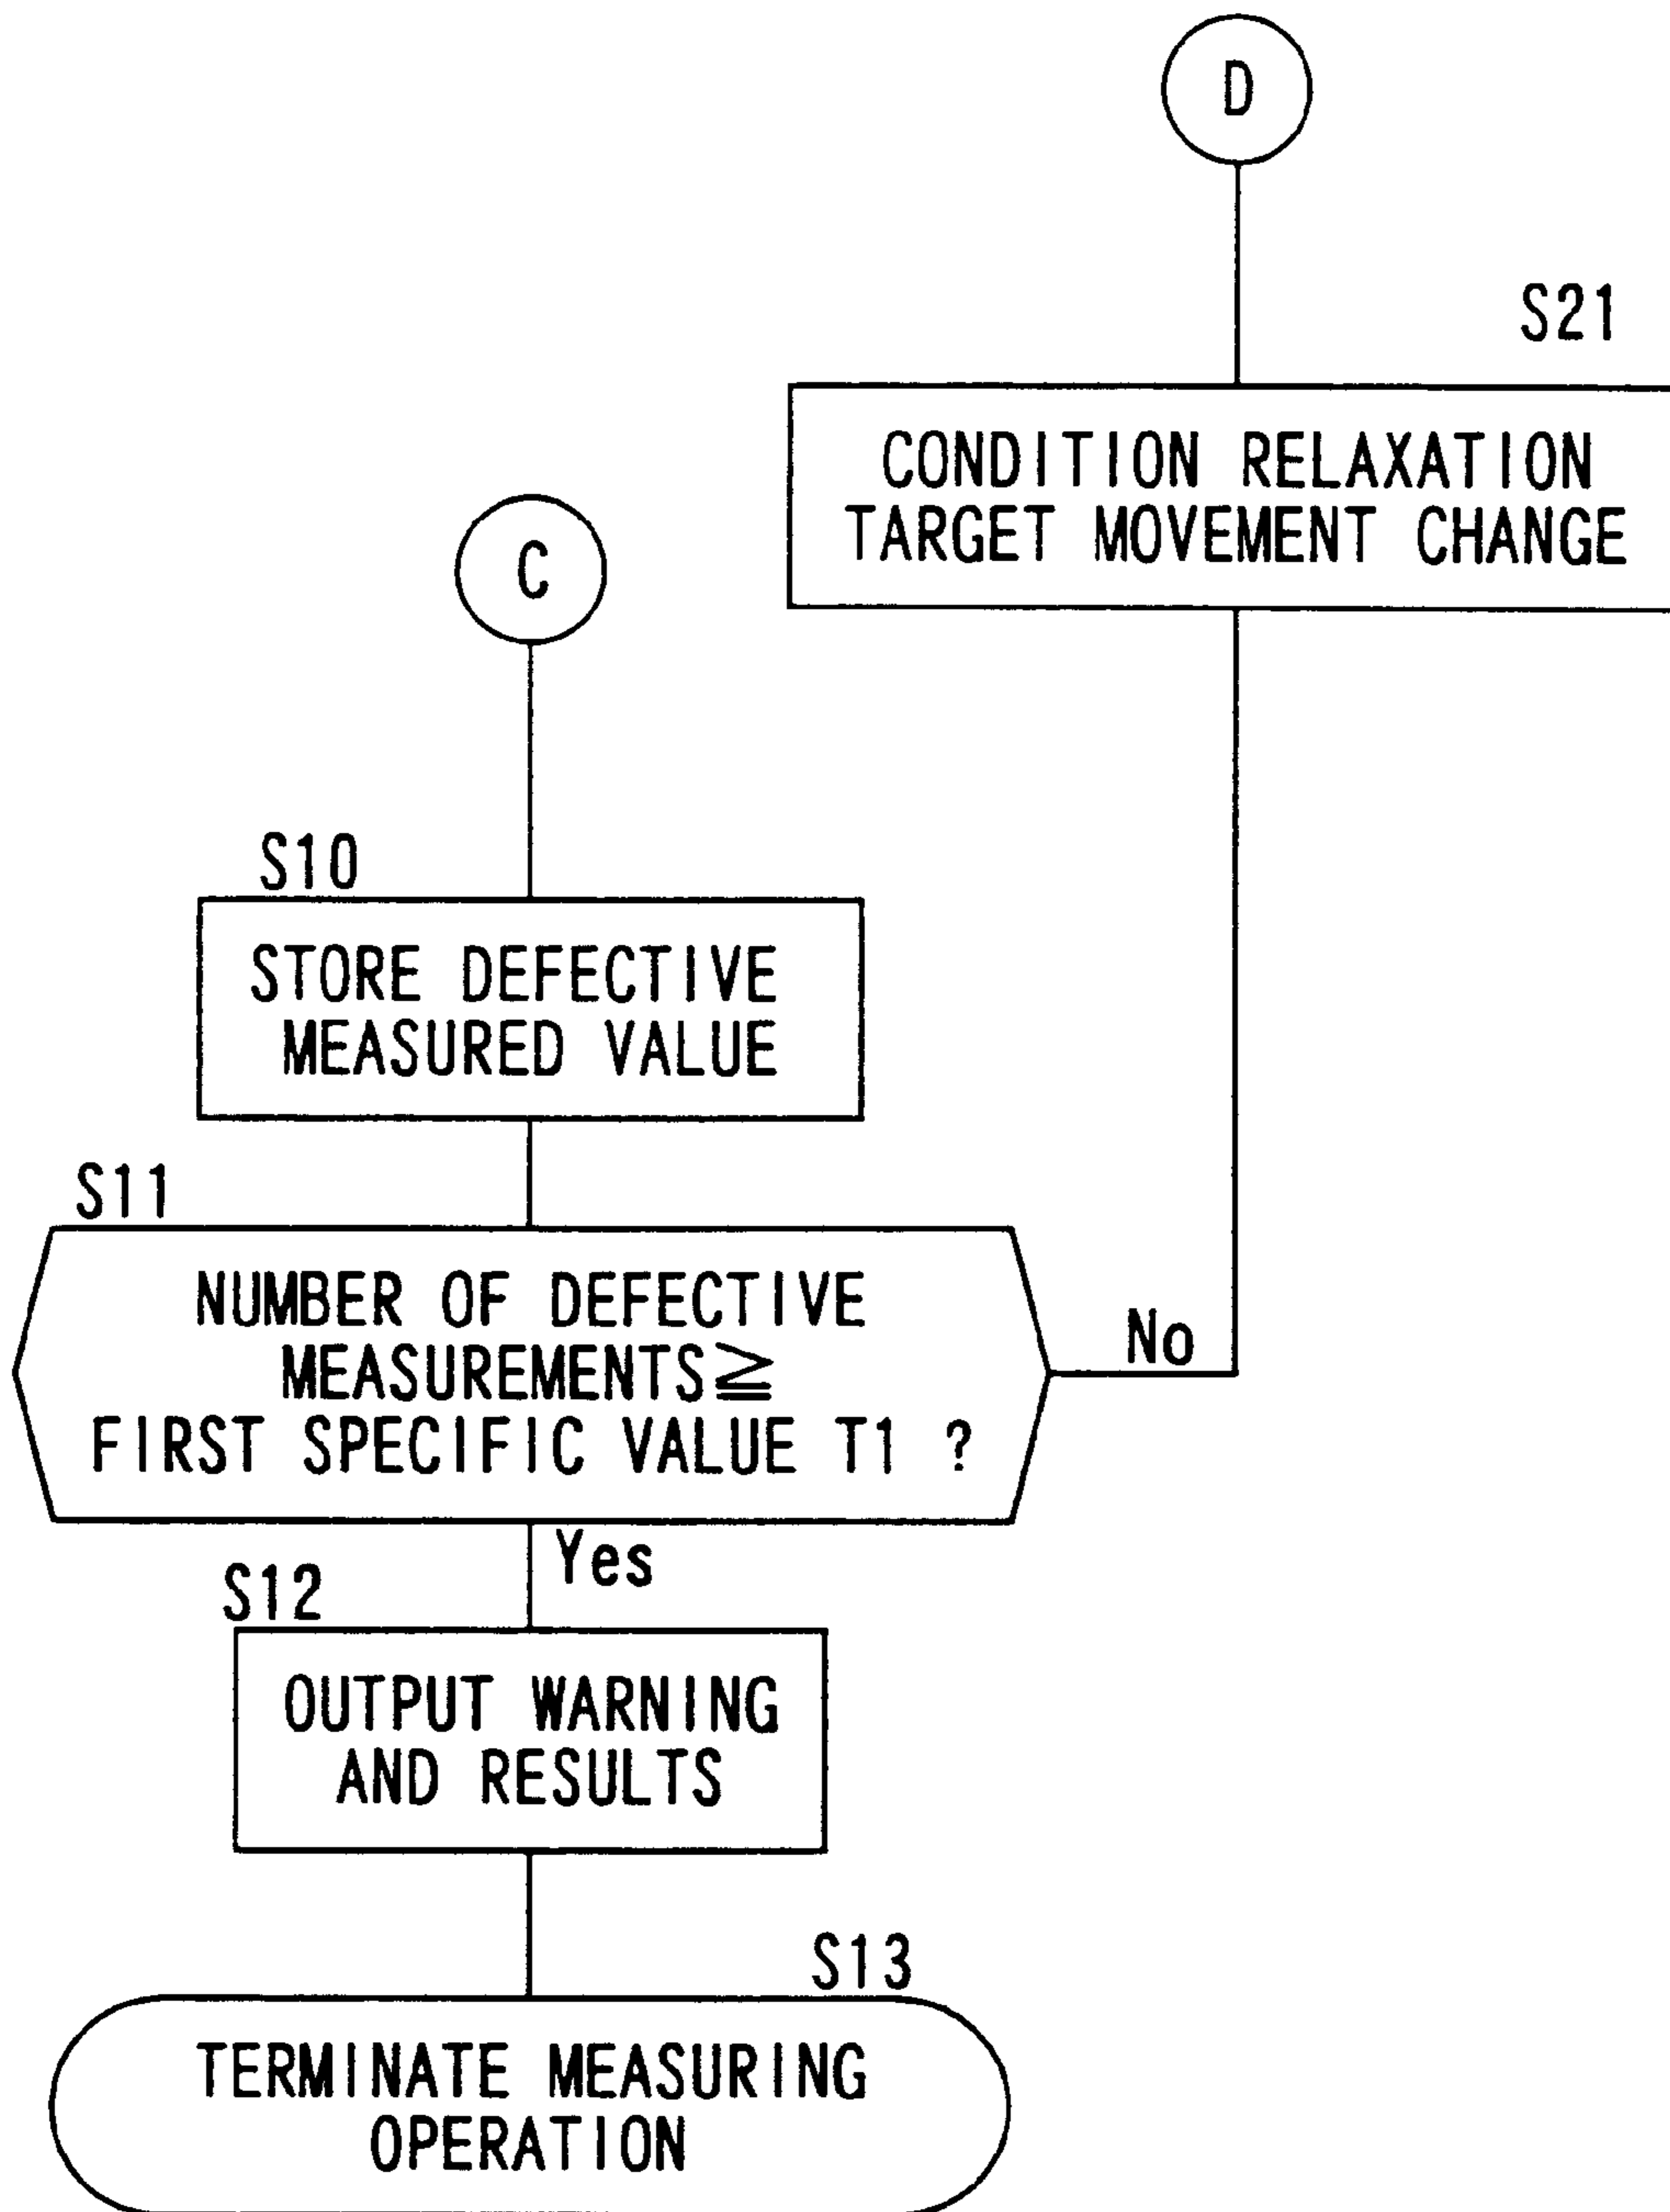 D
S21
CONDITION RELAXATION
TARGET MOVEMENT CHANGE
C
S10
STORE DEFECTIVE
MEASURED VALUE
S11
NUMBER OF DEFECTIVE
MEASUREMENTS≧
FIRST SPECIFIC VALUE T1 ?
No
Yes
S12
OUTPUT WARNING
AND RESULTS
S13
TERMINATE MEASURING
OPERATION